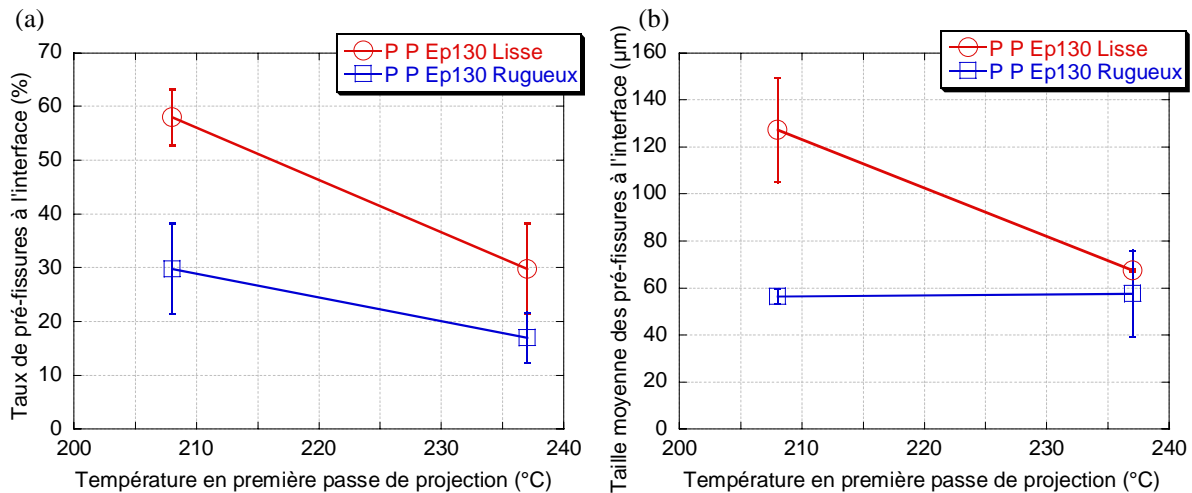 (a)
P P Ep130 Lisse
P P Ep130 Rugueux
Taux de pré-fissures à l'interface (%)
70
60
50
40
30
20
10
0
200
210
220
230
240
Température en première passe de projection (°C)
(b)
P P Ep130 Lisse
P P Ep130 Rugueux
Taille moyenne des pré-fissures à l'interface (µm)
160
140
120
100
80
60
40
20
0
200
210
220
230
240
Température en première passe de projection (°C)